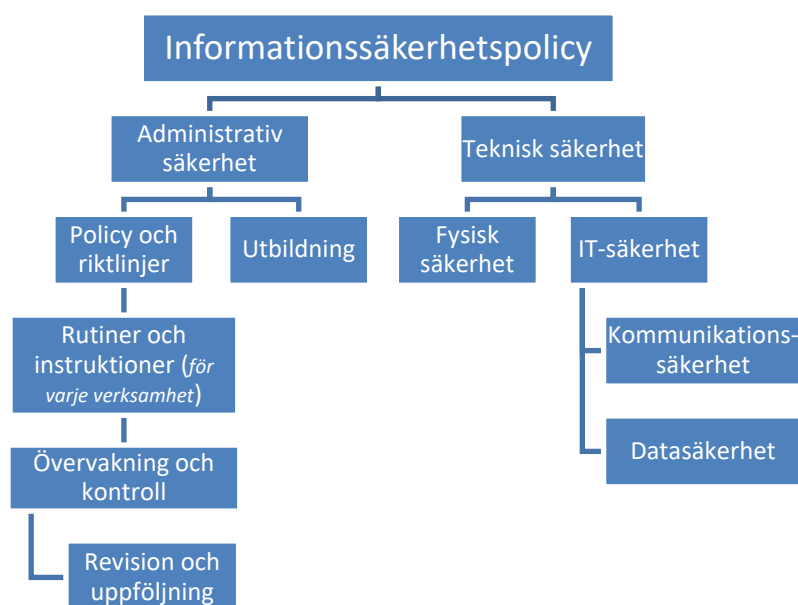 Informationssäkerhetspolicy
Administrativ
säkerhet
Teknisk säkerhet
Policy och
riktlinjer
Utbildning
Fysisk
säkerhet
IT-säkerhet
Rutiner och
instruktioner (för
varje verksamhet)
Kommunikations-
säkerhet
Övervakning och
kontroll
Datasäkerhet
Revision och
uppföljning